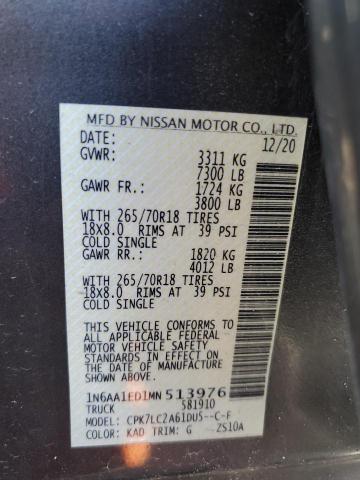 MFD BY NISSAN MOTOR CO., LTD.
DATE: 12/20
GVWR: 3311 KG
7300 LB
GAWR FR.: 1724 KG
3800 LB
WITH 265/70R18 TIRES
18X8.0 RIMS AT 39 PSI
COLD SINGLE
GAWR RR.: 1820 KG
4012 LB
WITH 265/70R18 TIRES
18X8.0 RIMS AT 39 PSI
COLD SINGLE
THIS VEHICLE CONFORMS TO
ALL APPLICABLE FEDERAL
MOTOR VEHICLE SAFETY
STANDARDS IN EFFECT ON THE
DATE OF MANUFACTURE
SHOWN ABOVE.
1N6AA1ED1MN513976
TRUCK 581910
MODEL: CPK7LC2A61DU5--C-F
COLOR: KAD TRIM: G ZS10A